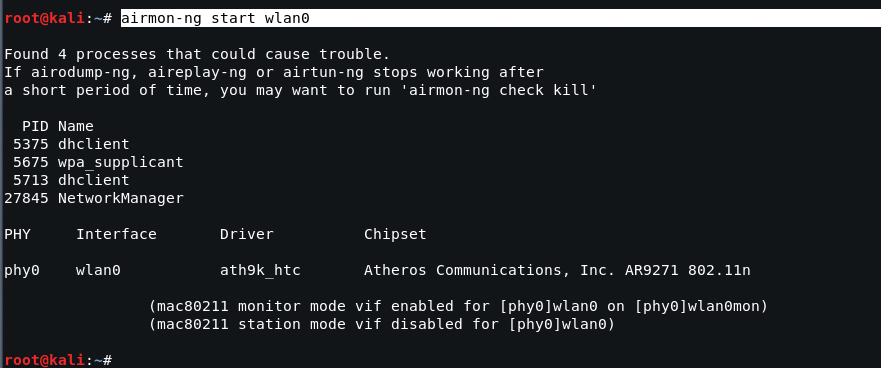 root@kali:~# airmon-ng start wlan0
Found 4 processes that could cause trouble.
If airodump-ng, aireplay-ng or airtun-ng stops working after
a short period of time, you may want to run 'airmon-ng check kill'
PID Name
5375 dhclient
5675 wpa_supplicant
5713 dhclient
27845 NetworkManager
PHY Interface Driver Chipset
phy0 wlan0 ath9k_htc Atheros Communications, Inc. AR9271 802.11n
(mac80211 monitor mode vif enabled for [phy0]wlan0 on [phy0]wlan0mon)
(mac80211 station mode vif disabled for [phy0]wlan0)
root@kali:~#